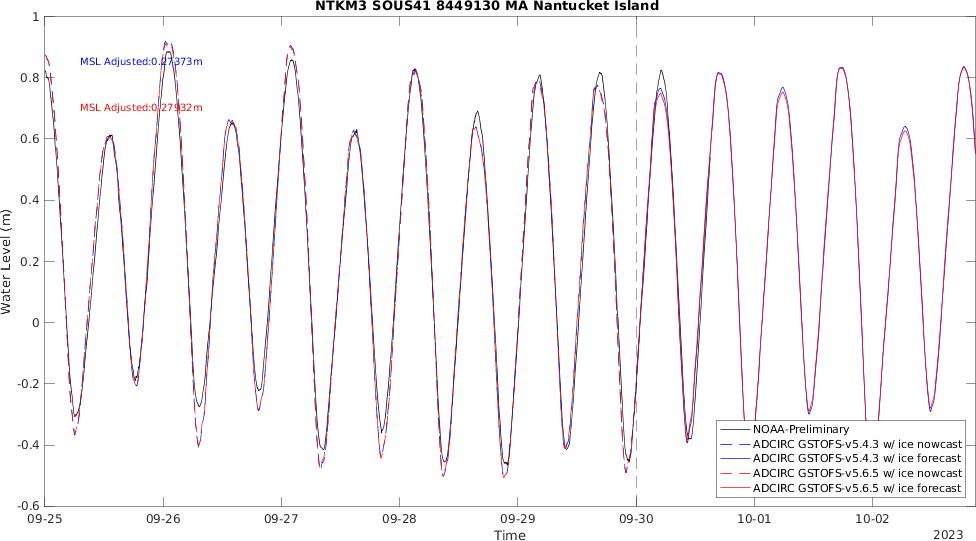 NTKM3 SOUS41 8449130 MA Nantucket Island
1
0.8
0.6
0.4
0.2
0
-0.2
-0.4
-0.6
Water Level (m)
MSL Adjusted:0.27373m
MSL Adjusted:0.27932m
NOAA-Preliminary
ADCIRC GSTOFS-v5.4.3 w/ ice nowcast
ADCIRC GSTOFS-v5.4.3 w/ ice forecast
ADCIRC GSTOFS-v5.6.5 w/ ice nowcast
ADCIRC GSTOFS-v5.6.5 w/ ice forecast
09-25 09-26 09-27 09-28 09-29 09-30 10-01 10-02
Time
2023